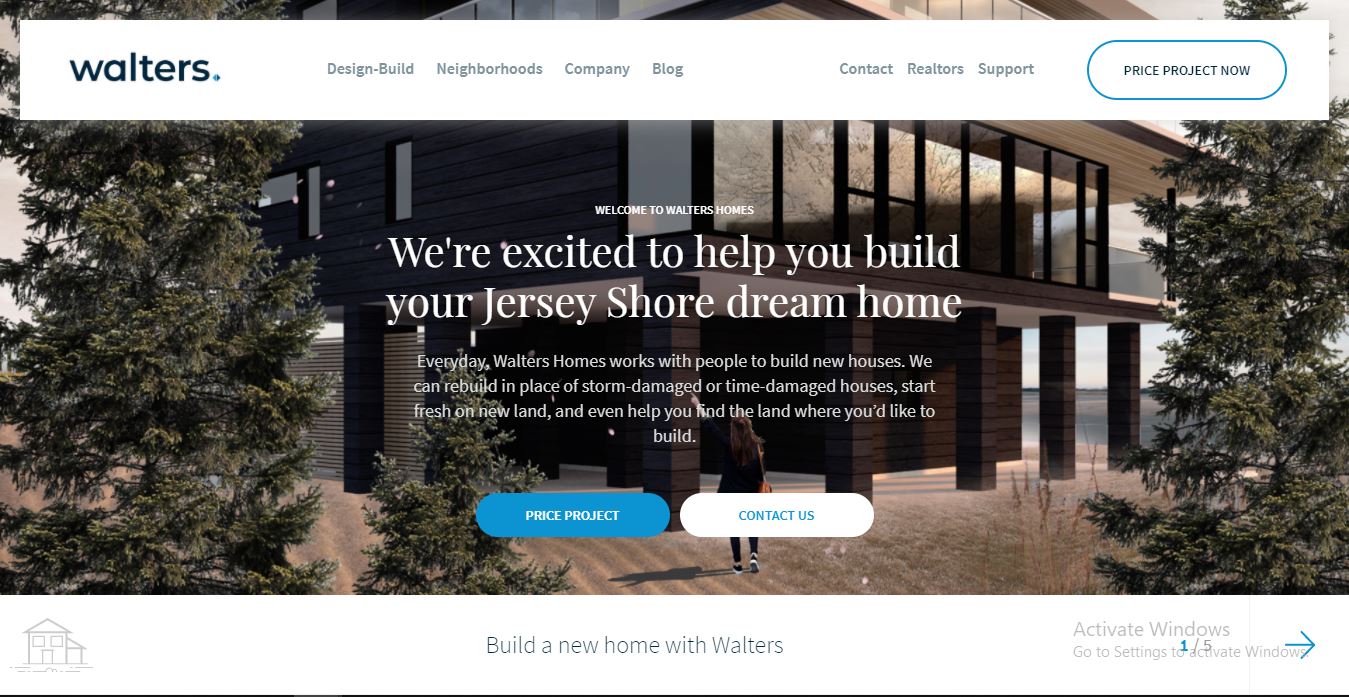 walters.
Design-Build Neighborhoods Company Blog Contact Realtors Support PRICE PROJECT NOW
WELCOME TO WALTERS HOMES
We're excited to help you build
your Jersey Shore dream home
Everyday, Walters Homes works with people to build new houses. We
can rebuild in place of storm-damaged or time-damaged houses, start
fresh on new land, and even help you find the land where you’d like to
build.
PRICE PROJECT CONTACT US
Build a new home with Walters
1 / 5
Activate Windows
Go to Settings to activate Windows.